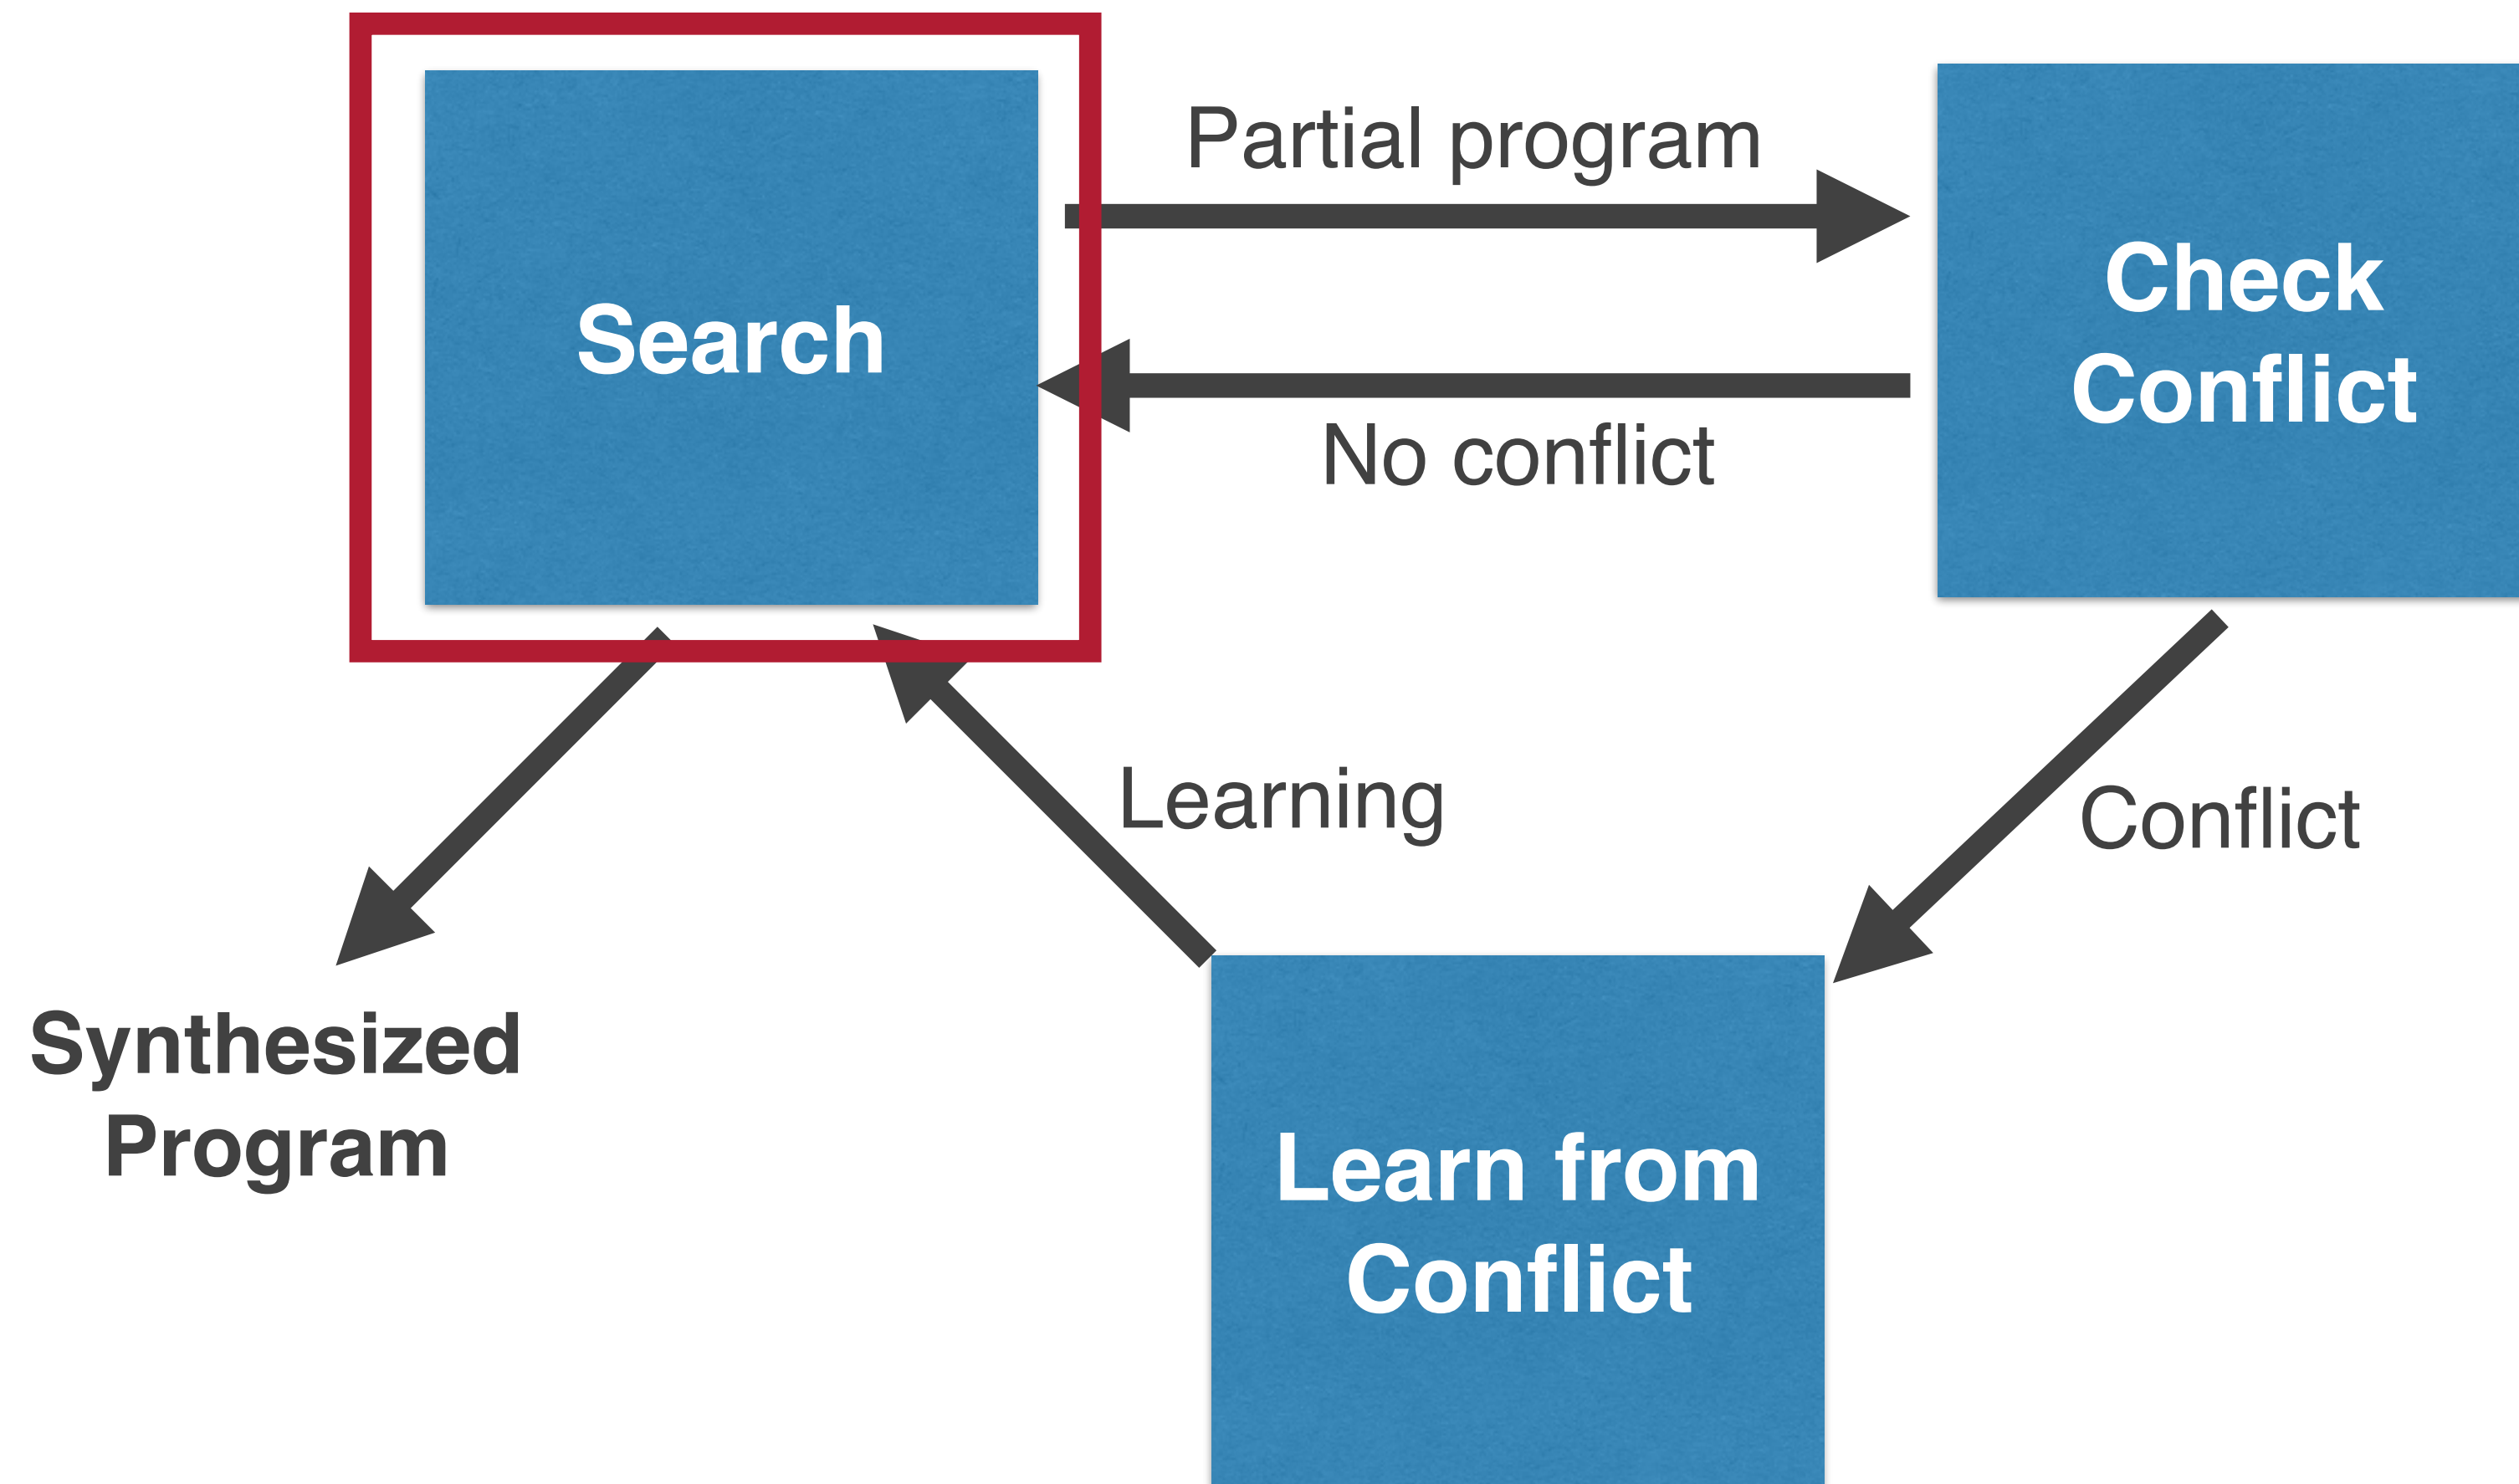 Search
Partial program
No conflict
Check
Conflict
Learning
Conflict
Synthesized
Program
Learn from
Conflict